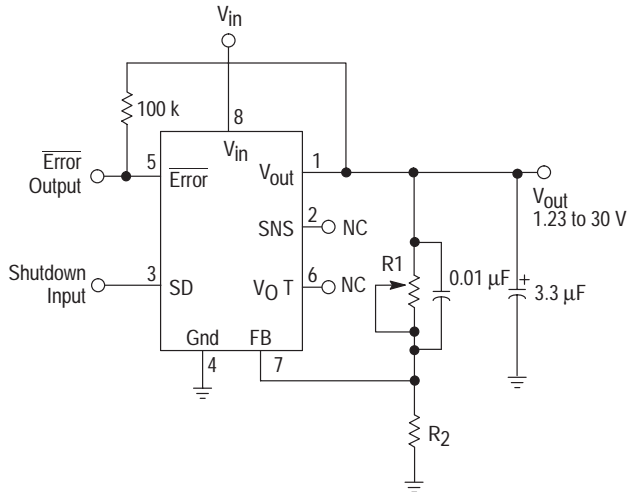 Vin
100 k
8
Vin
Error
Output
5
Error
Vout
1
Vout
1.23 to 30 V
SNS
2
NC
Shutdown
Input
3
SD
VO T
6
NC
R1
0.01 µF
+
3.3 µF
Gnd
FB
4
7
R2